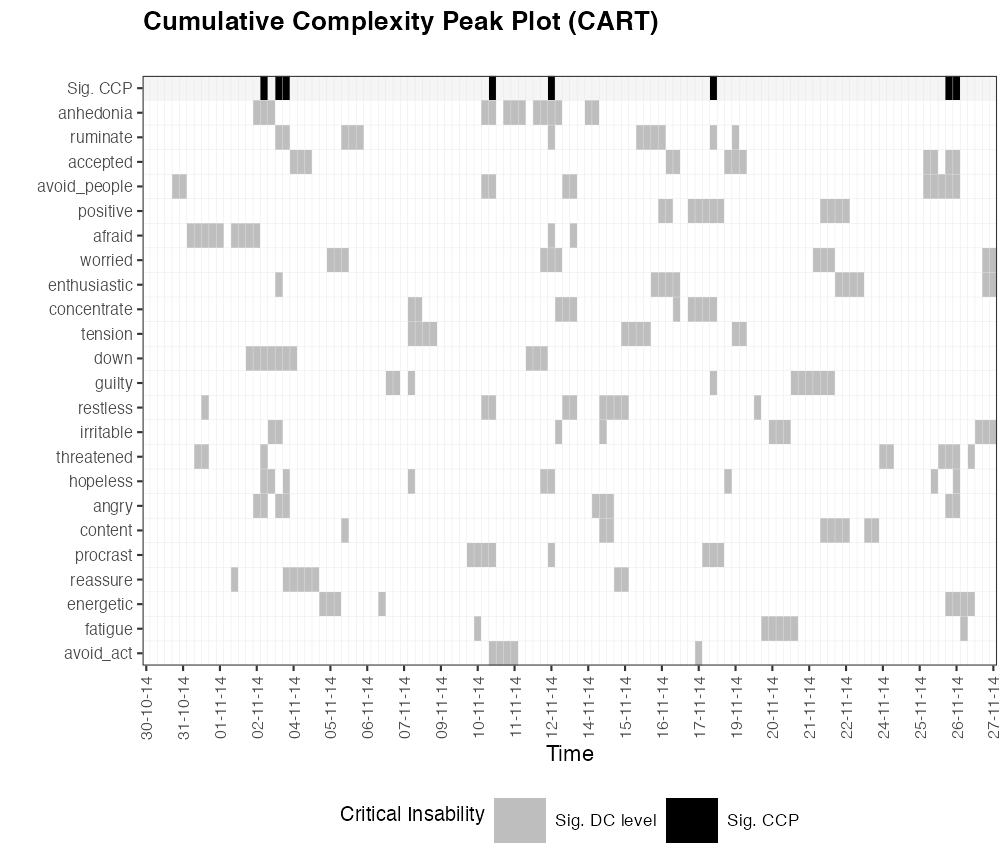 Cumulative Complexity Peak Plot (CART)
Sig. CCP
anhedonia
ruminate
accepted
avoid_people
positive
afraid
worried
enthusiastic
concentrate
tension
down
guilty
restless
irritable
threatened
hopeless
angry
content
procrast
reassure
energetic
fatigue
avoid_act
30-10-14
31-10-14
01-11-14
02-11-14
04-11-14
05-11-14
06-11-14
07-11-14
09-11-14
10-11-14
11-11-14
12-11-14
14-11-14
15-11-14
16-11-14
17-11-14
19-11-14
20-11-14
21-11-14
22-11-14
24-11-14
25-11-14
26-11-14
27-11-14
Time
Critical Insability Sig. DC level Sig. CCP